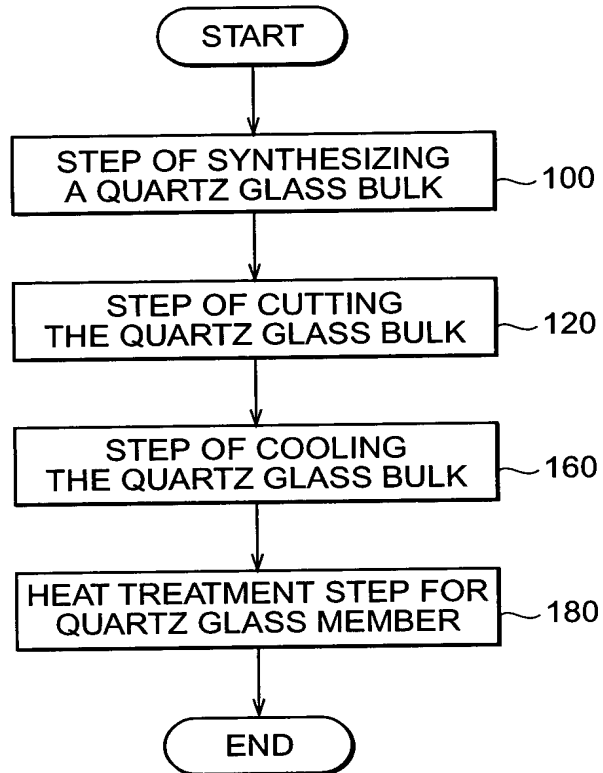 START
STEP OF SYNTHESIZING
A QUARTZ GLASS BULK
100
STEP OF CUTTING
THE QUARTZ GLASS BULK
120
STEP OF COOLING
THE QUARTZ GLASS BULK
160
HEAT TREATMENT STEP FOR
QUARTZ GLASS MEMBER
180
END